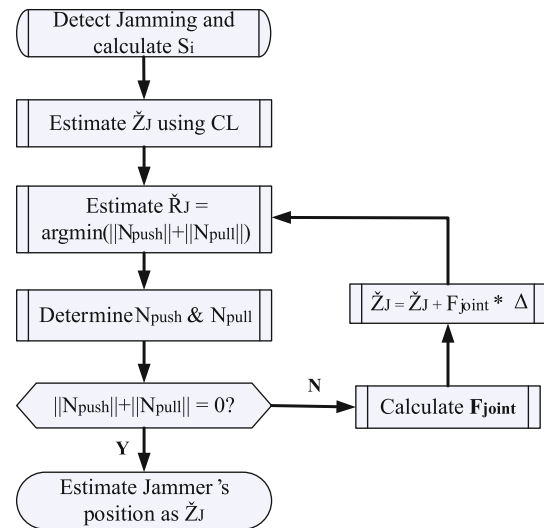 Detect Jamming and
calculate Si
Estimate ŽJ using CL
Estimate ŘJ =
argmin(||Npush||+||Npull||)
Determine Npush & Npull
ŽJ = ŽJ + Fjoint * Δ
||Npush||+||Npull|| = 0?
N
Calculate Fjoint
Y
Estimate Jammer's
position as ŽJ